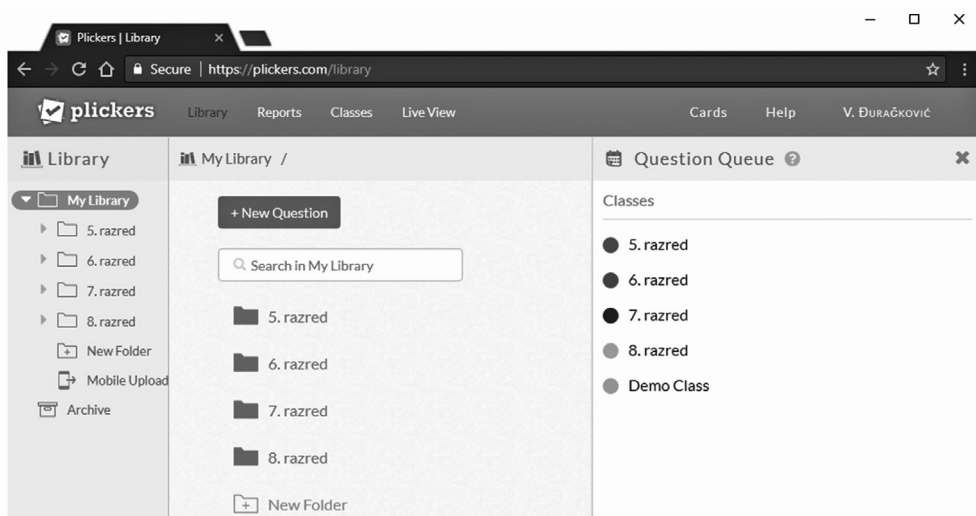 Plickers | Library
Secure | https://plickers.com/library
plickers Library Reports Classes Live View Cards Help V. ĐURAČKOVIĆ
Library
My Library
5. razred
6. razred
7. razred
8. razred
New Folder
Mobile Upload
Archive
My Library /
+ New Question
Search in My Library
5. razred
6. razred
7. razred
8. razred
New Folder
Question Queue ?
Classes
5. razred
6. razred
7. razred
8. razred
Demo Class